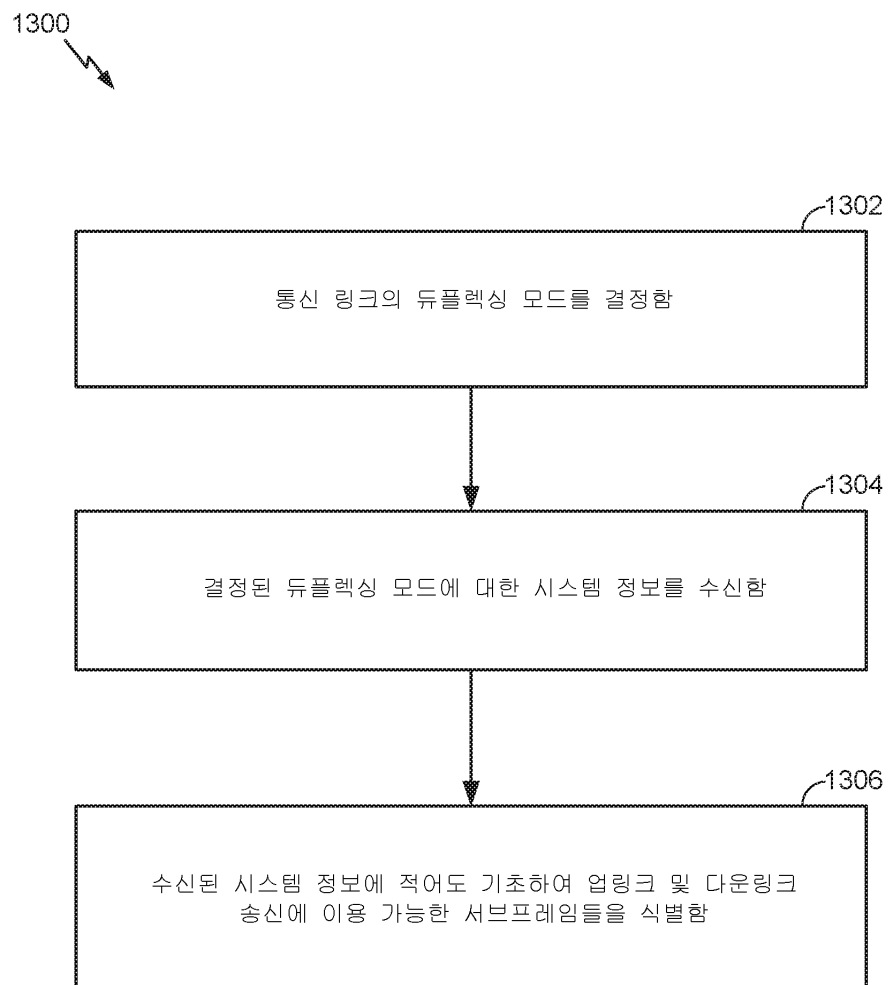 1300
1302
통신 링크의 듀플렉싱 모드를 결정함
1304
결정된 듀플렉싱 모드에 대한 시스템 정보를 수신함
1306
수신된 시스템 정보에 적어도 기초하여 업링크 및 다운링크
송신에 이용 가능한 서브프레임들을 식별함